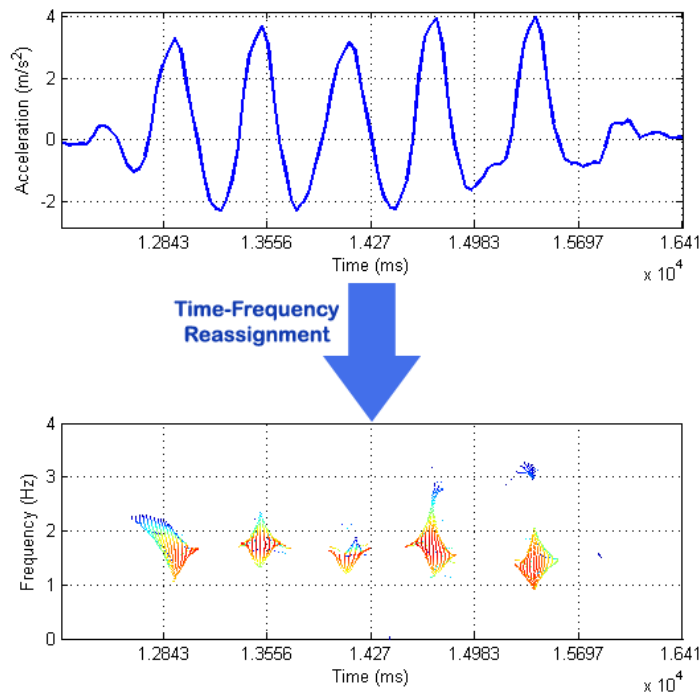 4
2
0
-2
Acceleration (m/s²)
1.2843 1.3556 1.427 1.4983 1.5697 1.641
Time (ms)
x 10⁴
Time-Frequency
Reassignment
4
3
2
1
0
Frequency (Hz)
1.2843 1.3556 1.427 1.4983 1.5697 1.641
Time (ms)
x 10⁴